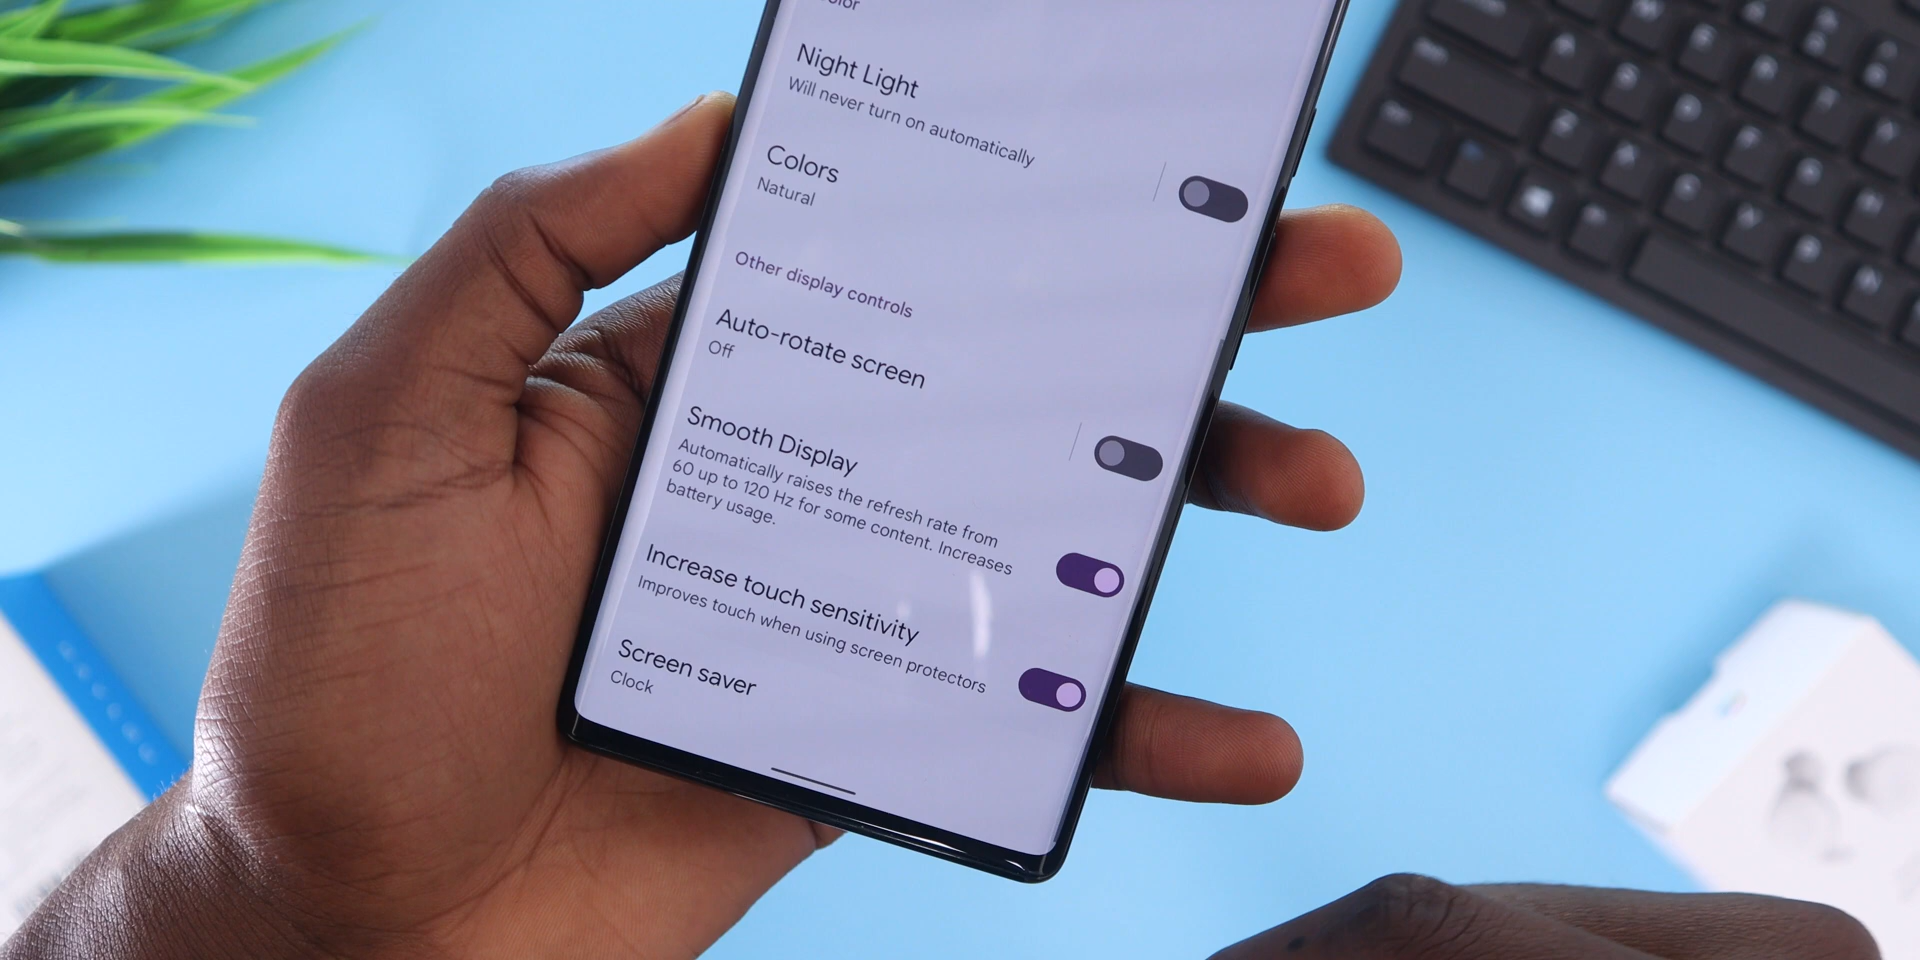 Night Light
Will never turn on automatically
Colors
Natural
Other display controls
Auto-rotate screen
Off
Smooth Display
Automatically raises the refresh rate from
60 up to 120 Hz for some content. Increases
battery usage.
Increase touch sensitivity
Improves touch when using screen protectors
Screen saver
Clock